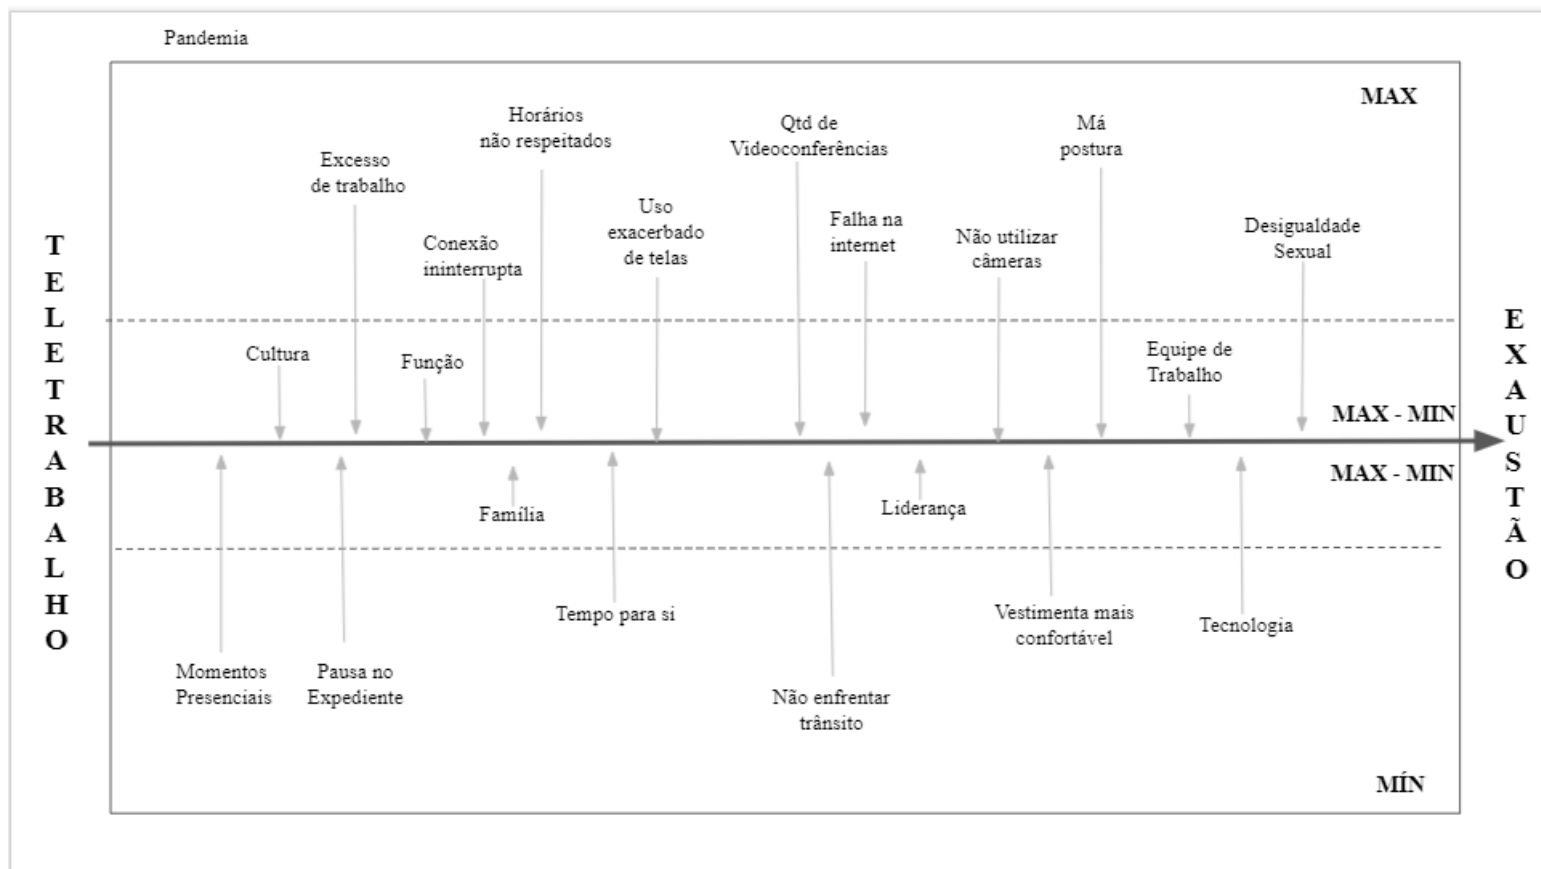 Pandemia
MAX
Horários
não respeitados
Qtd de
Videoconferências
Má
postura
Excesso
de trabalho
Uso
exacerbado
de telas
Falha na
internet
Conexão
ininterrupta
Não utilizar
câmeras
Desigualdade
Sexual
TELETRABALHO
EXAUSTÃO
Cultura
Função
Equipe de
Trabalho
MAX - MIN
MAX - MIN
Família
Liderança
Tempo para si
Vestimenta mais
confortável
Tecnologia
Momentos
Presenciais
Pausa no
Expediente
Não enfrentar
trânsito
MÍN